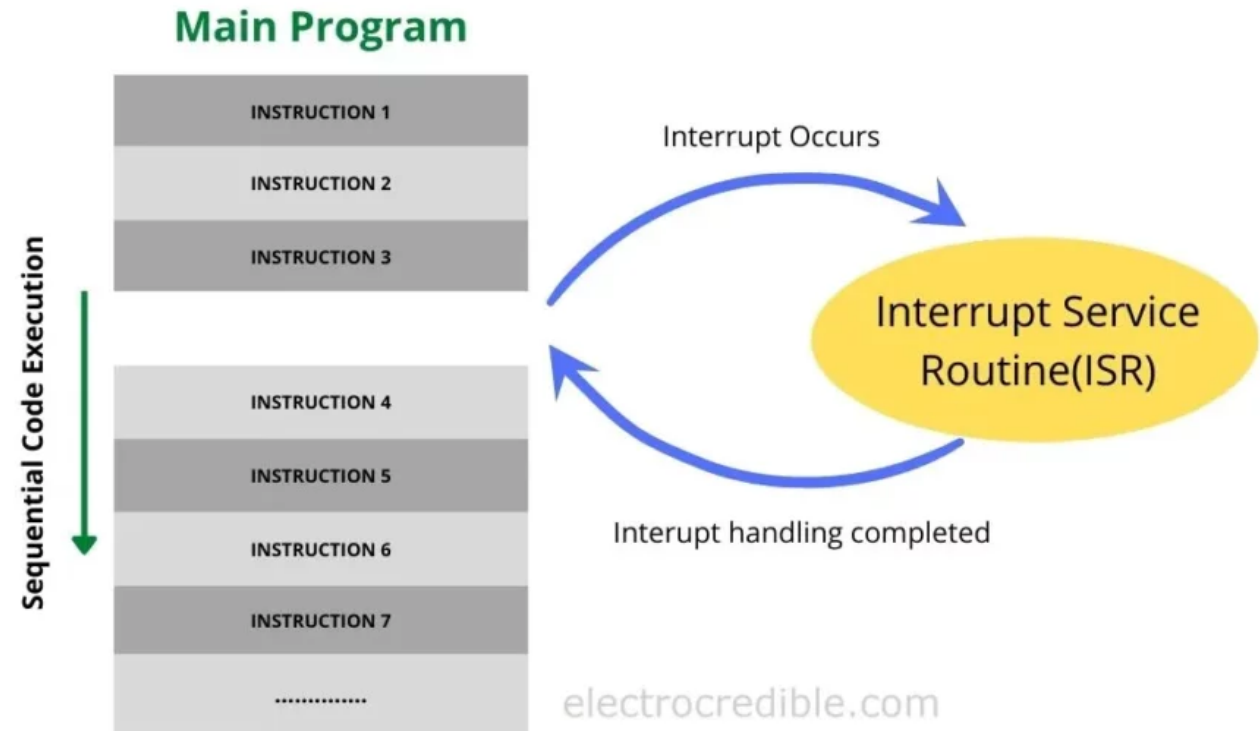 Main Program
INSTRUCTION 1
INSTRUCTION 2
INSTRUCTION 3
INSTRUCTION 4
INSTRUCTION 5
INSTRUCTION 6
INSTRUCTION 7
..............
Sequential Code Execution
Interrupt Occurs
Interrupt Service
Routine(ISR)
Interupt handling completed
electrocredible.com